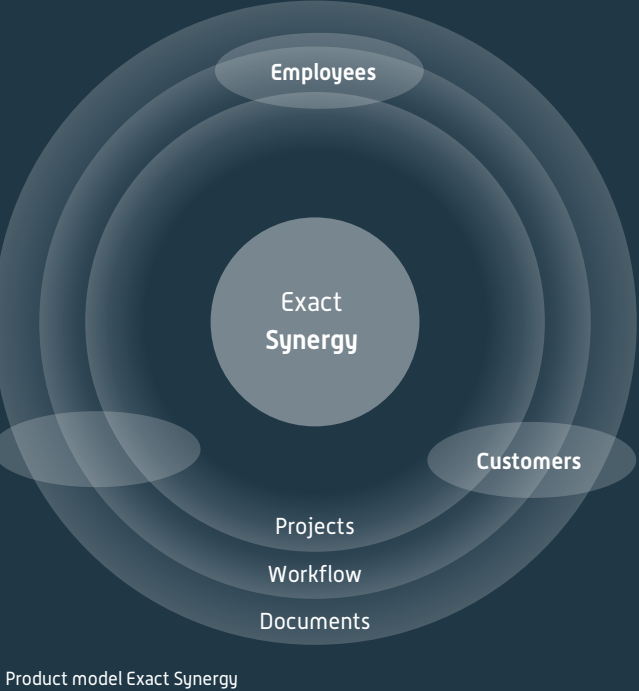 Employees
Exact
Synergy
Customers
Projects
Workflow
Documents
Product model Exact Synergy